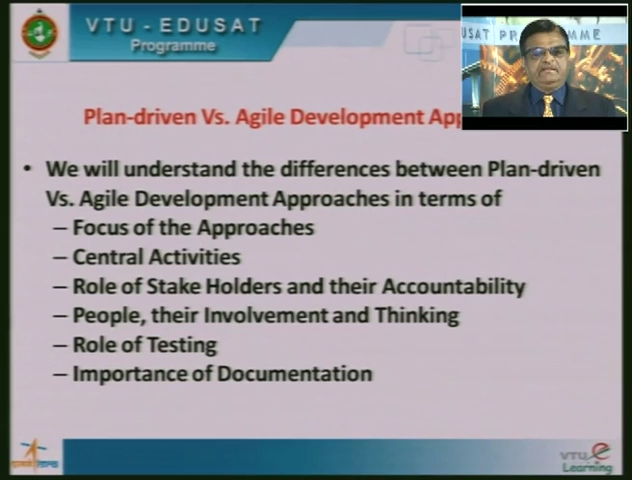 VTU - EDUSAT
Programme
USAT PROGRAMME
Plan-driven Vs. Agile Development App
• We will understand the differences between Plan-driven
Vs. Agile Development Approaches in terms of
– Focus of the Approaches
– Central Activities
– Role of Stake Holders and their Accountability
– People, their Involvement and Thinking
– Role of Testing
– Importance of Documentation
VTU e
Learning